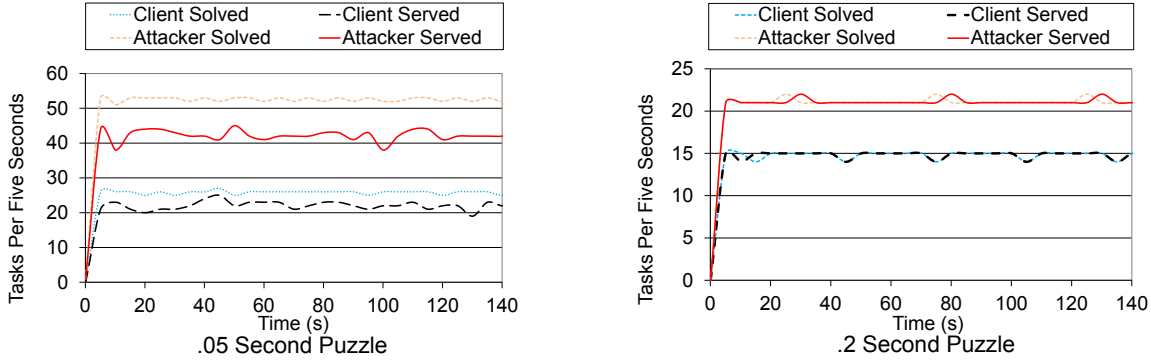 Client Solved Client Served
Attacker Solved Attacker Served
60
50
40
30
20
10
0
Tasks Per Five Seconds
0 20 40 60 80 100 120 140
Time (s)
.05 Second Puzzle
Client Solved Client Served
Attacker Solved Attacker Served
25
20
15
10
5
0
Tasks Per Five Seconds
0 20 40 60 80 100 120 140
Time (s)
.2 Second Puzzle